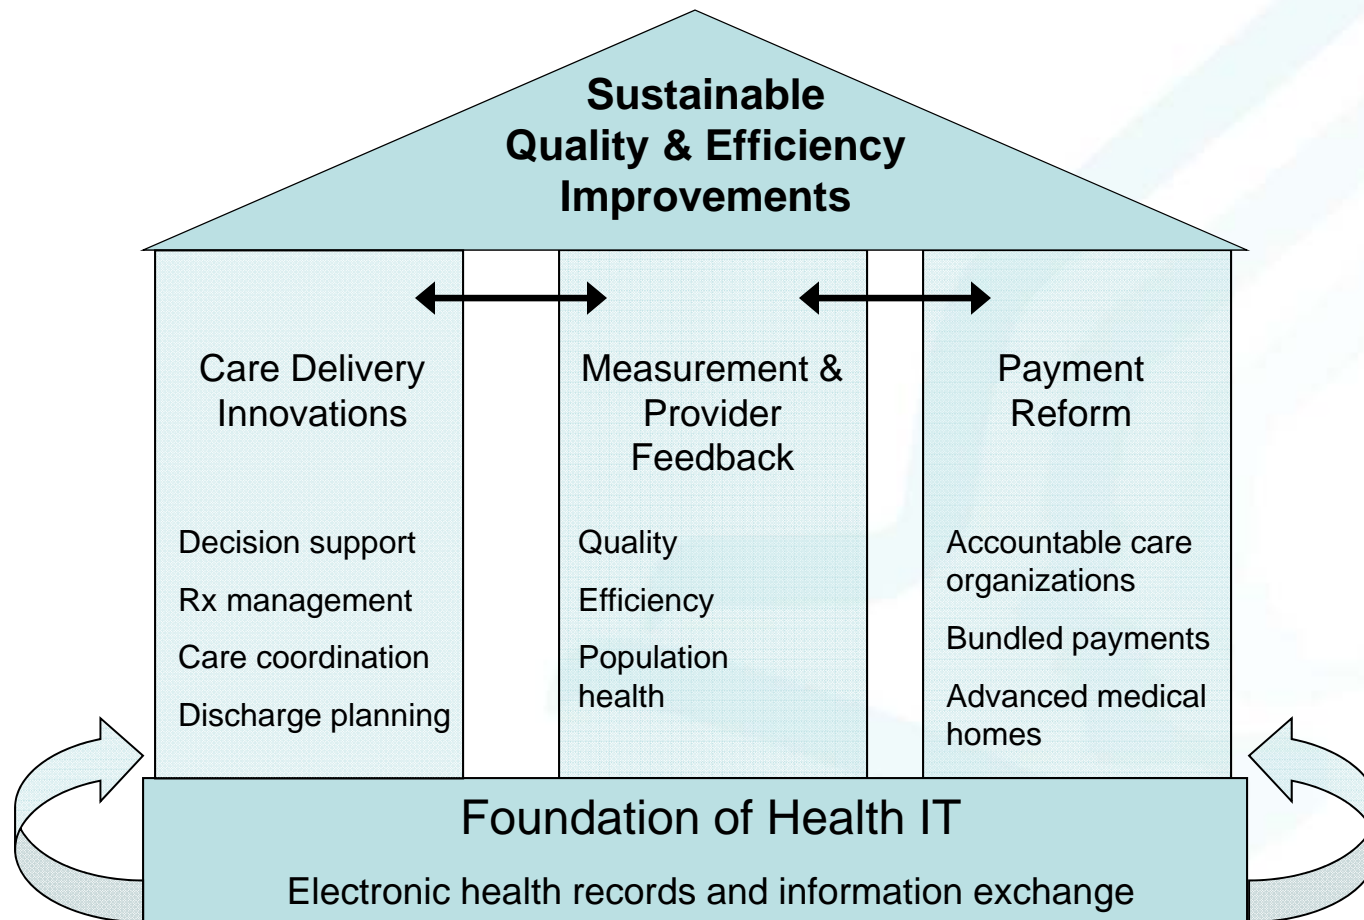 Sustainable
Quality & Efficiency
Improvements
Care Delivery
Innovations
Decision support
Rx management
Care coordination
Discharge planning
Measurement &
Provider
Feedback
Quality
Efficiency
Population
health
Payment
Reform
Accountable care
organizations
Bundled payments
Advanced medical
homes
Foundation of Health IT
Electronic health records and information exchange